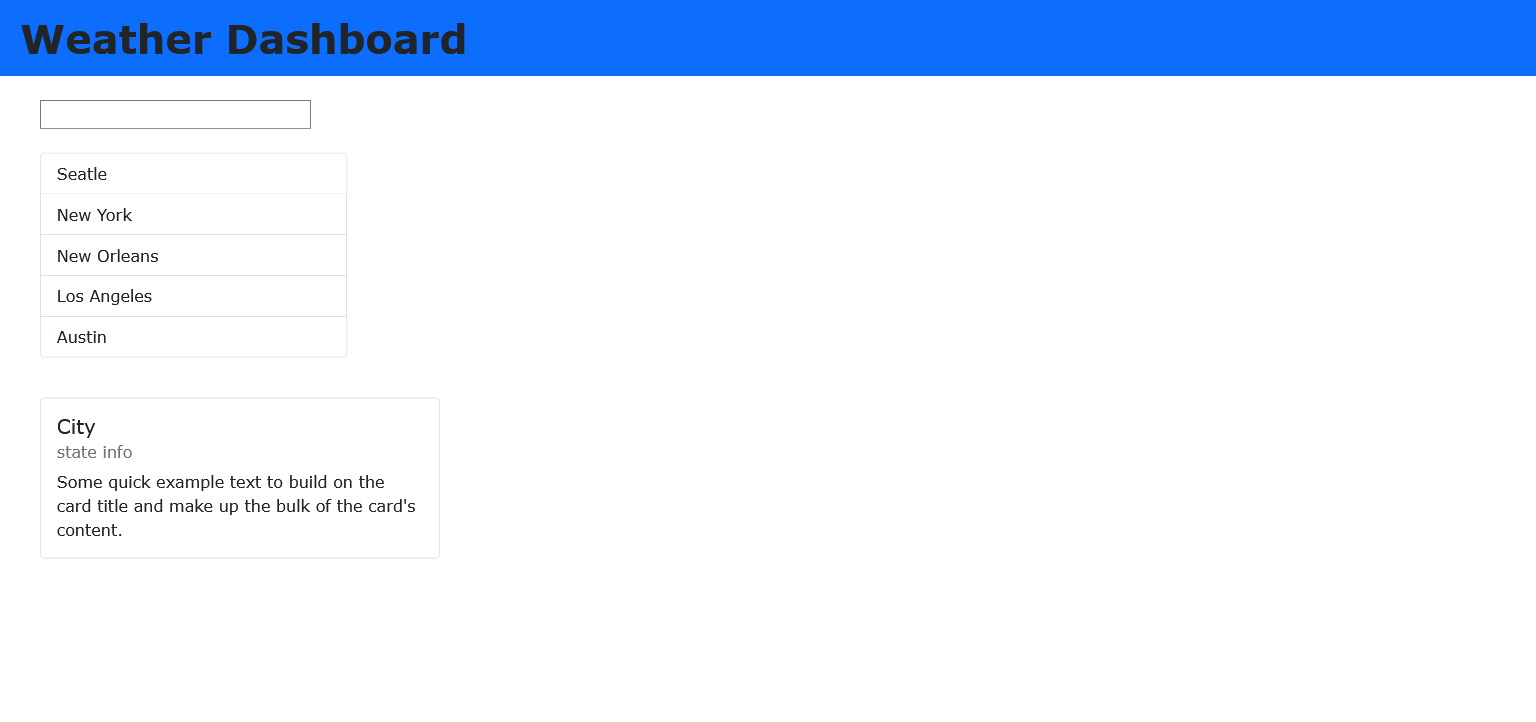 Weather Dashboard
Seatle
New York
New Orleans
Los Angeles
Austin
City
state info
Some quick example text to build on the
card title and make up the bulk of the card's
content.